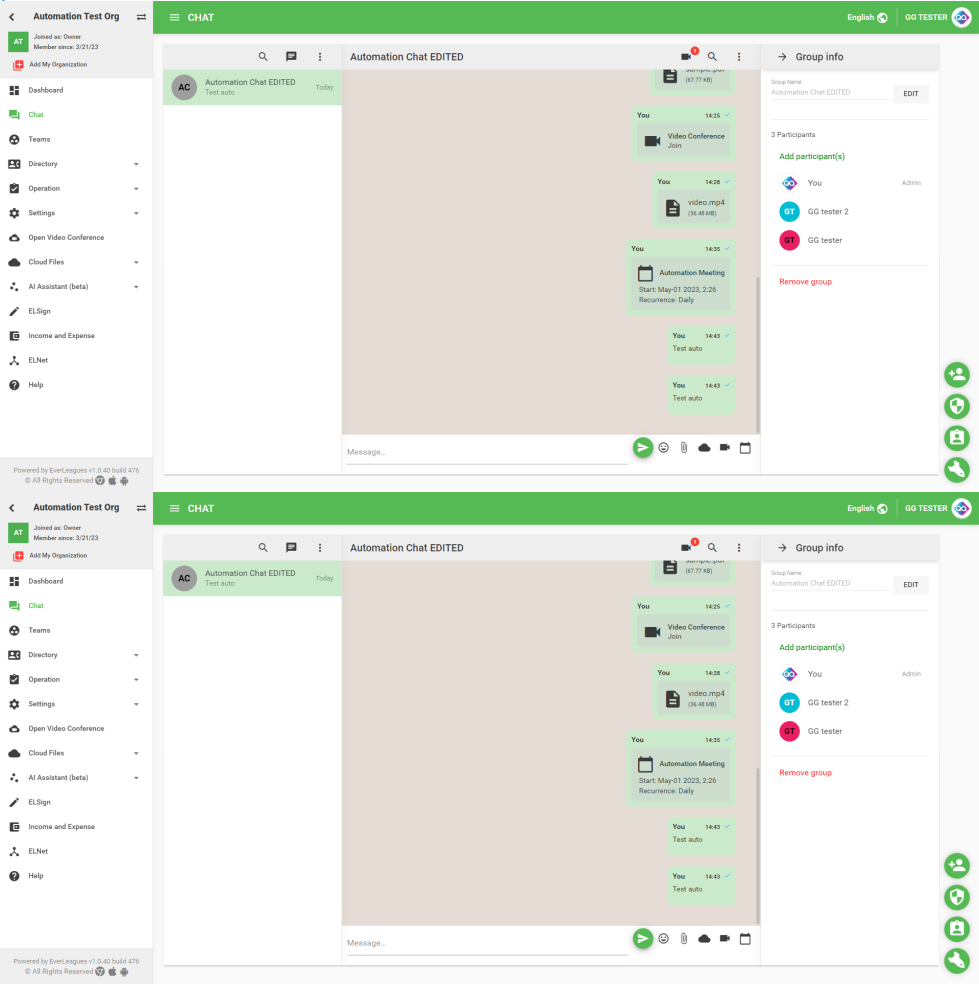 Automation Test Org
CHAT
English
GG TESTER
AT
Joined as: Owner
Member since: 3/21/23
Add My Organization
Dashboard
Chat
Teams
Directory
Operation
Settings
Open Video Conference
Cloud Files
AI Assistant (beta)
ELSign
Income and Expense
ELNet
Help
Powered by EverLeagues v1.0.40 build 476
© All Rights Reserved
AC
Automation Chat EDITED
Test auto
Today
Automation Chat EDITED
1
sample.pdf
(67.77 KB)
You 14:25
Video Conference
Join
You 14:28
video.mp4
(36.48 MB)
You 14:35
Automation Meeting
Start: May-01 2023, 2:26
Recurrence: Daily
You 14:43
Test auto
You 14:43
Test auto
Message...
Group info
Group Name
Automation Chat EDITED
EDIT
3 Participants
Add participant(s)
You
Admin
GT
GG tester 2
GT
GG tester
Remove group
Automation Test Org
CHAT
English
GG TESTER
AT
Joined as: Owner
Member since: 3/21/23
Add My Organization
Dashboard
Chat
Teams
Directory
Operation
Settings
Open Video Conference
Cloud Files
AI Assistant (beta)
ELSign
Income and Expense
ELNet
Help
Powered by EverLeagues v1.0.40 build 476
© All Rights Reserved
AC
Automation Chat EDITED
Test auto
Today
Automation Chat EDITED
1
sample.pdf
(67.77 KB)
You 14:25
Video Conference
Join
You 14:28
video.mp4
(36.48 MB)
You 14:35
Automation Meeting
Start: May-01 2023, 2:26
Recurrence: Daily
You 14:43
Test auto
You 14:43
Test auto
Message...
Group info
Group Name
Automation Chat EDITED
EDIT
3 Participants
Add participant(s)
You
Admin
GT
GG tester 2
GT
GG tester
Remove group